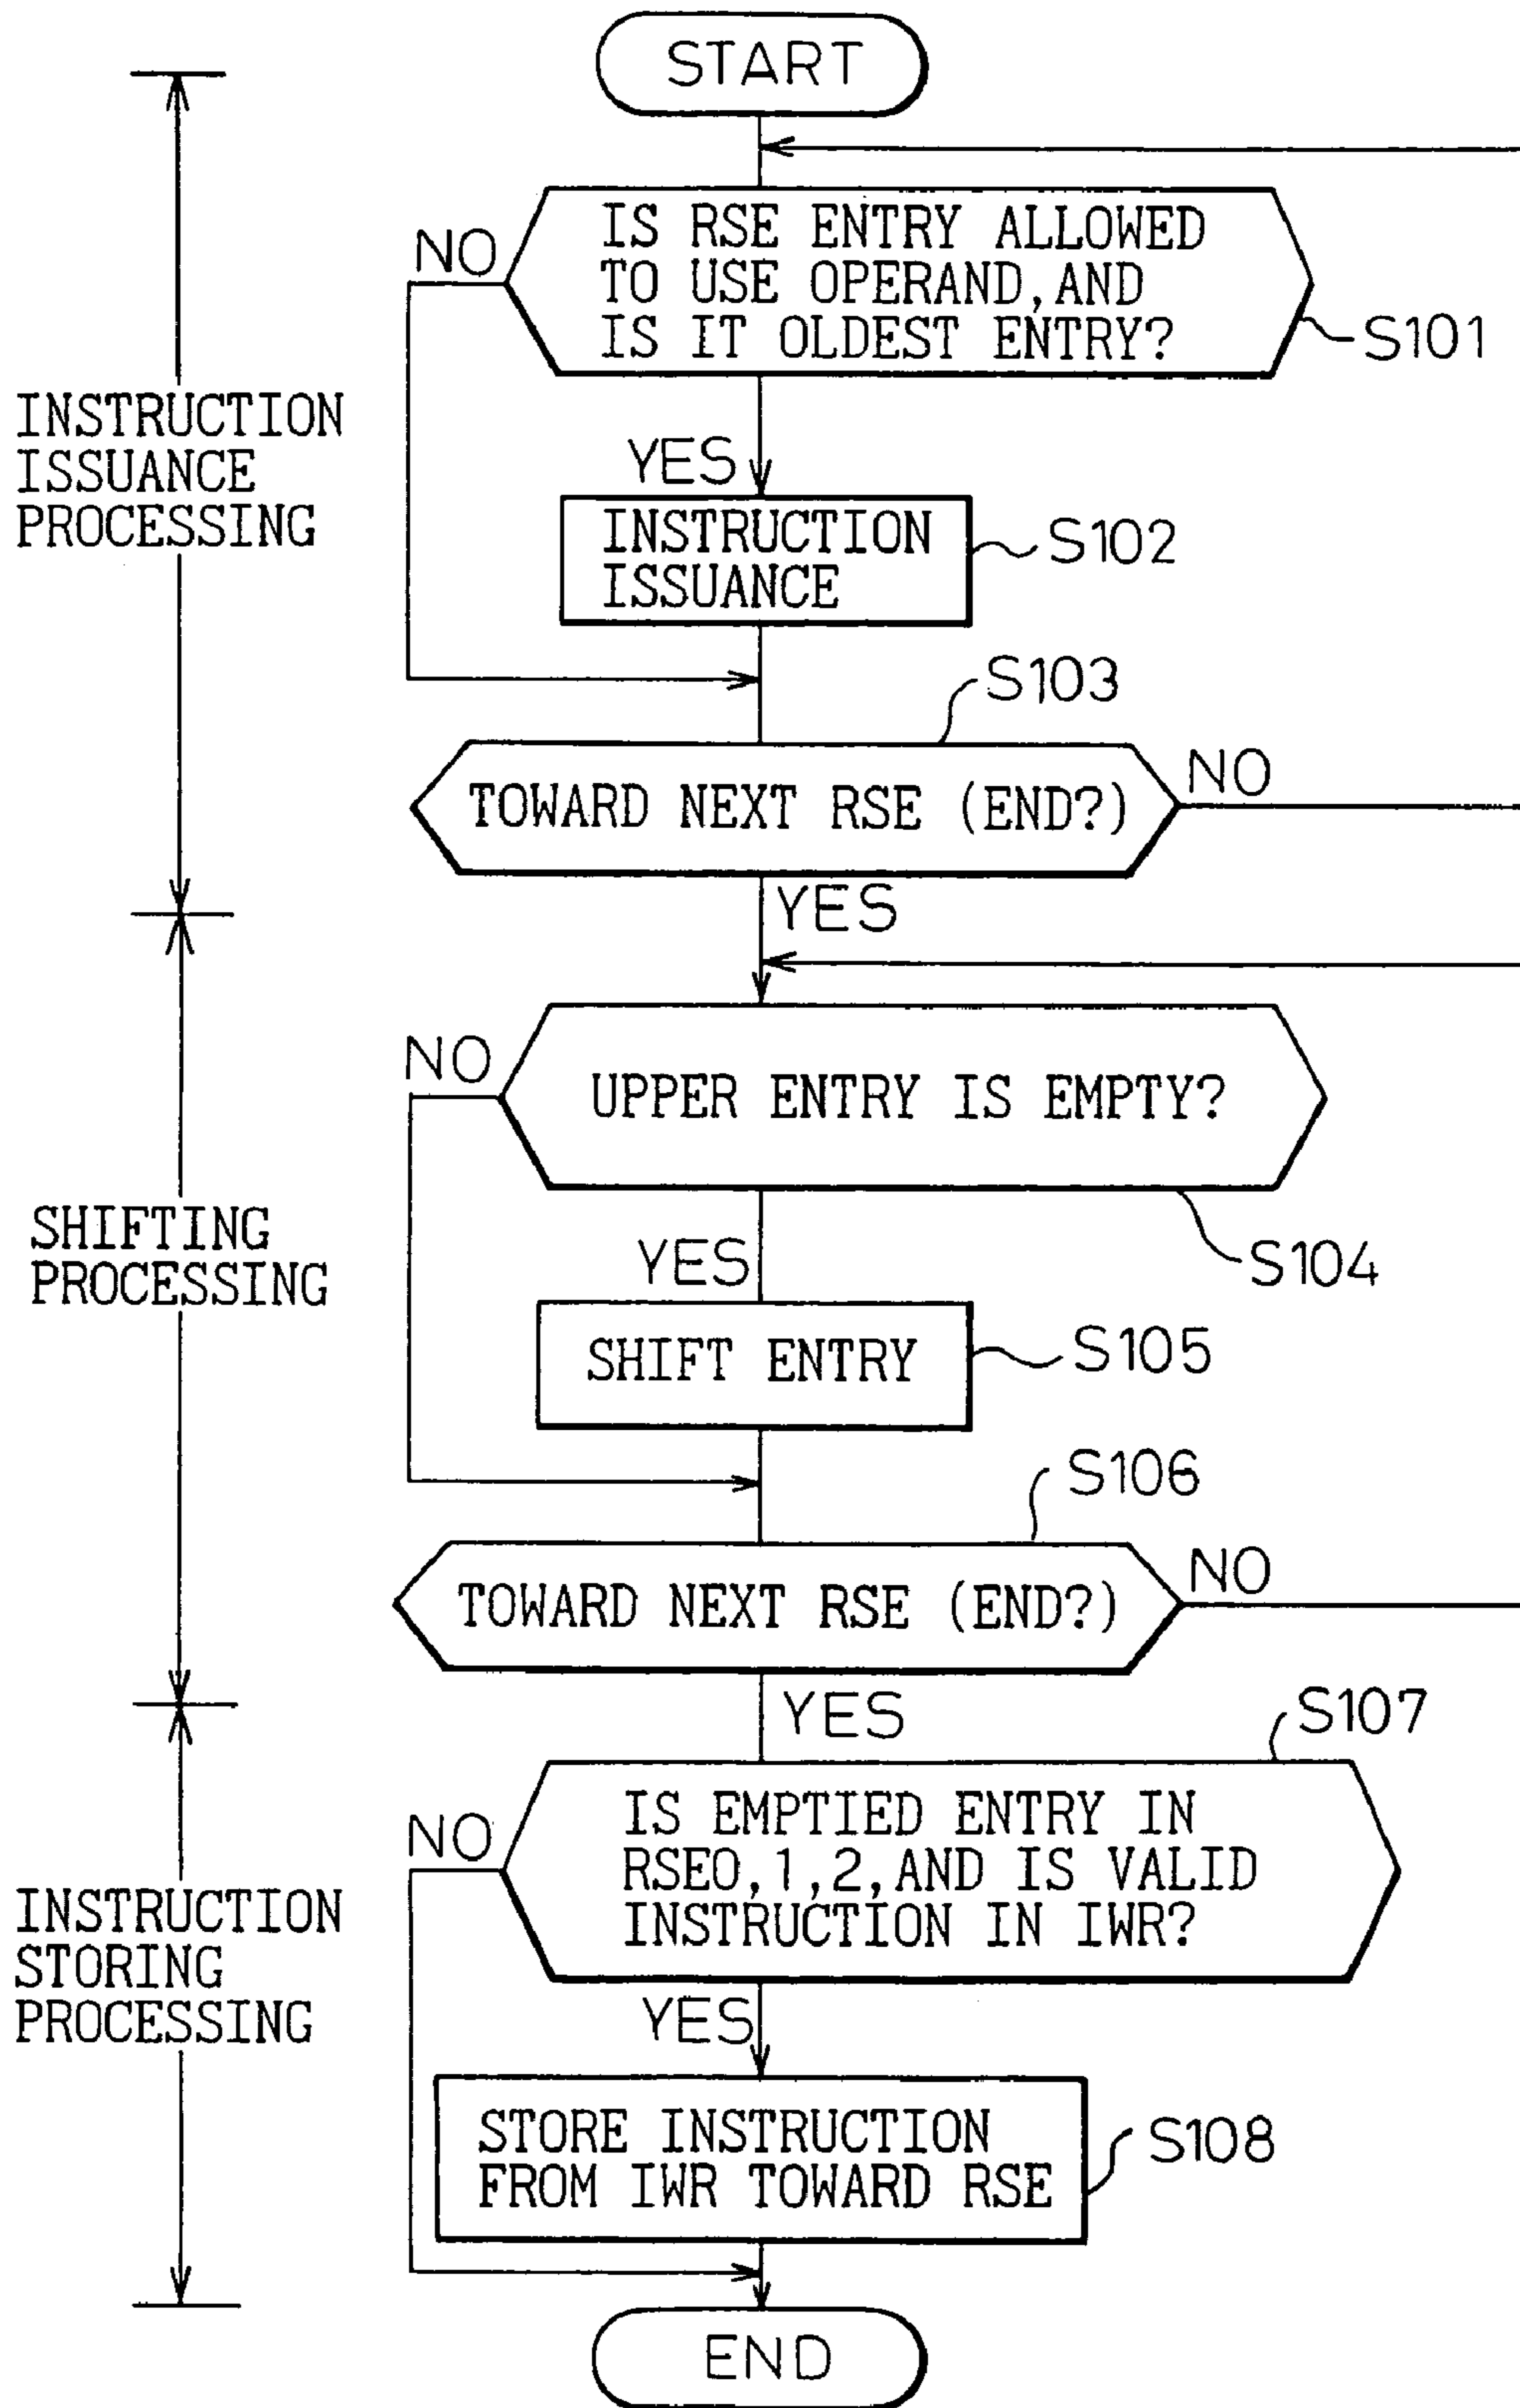 START
NO
IS RSE ENTRY ALLOWED
TO USE OPERAND, AND
IS IT OLDEST ENTRY?
S101
INSTRUCTION
ISSUANCE
PROCESSING
YES
INSTRUCTION
ISSUANCE
S102
S103
TOWARD NEXT RSE (END?)
NO
YES
NO
UPPER ENTRY IS EMPTY?
S104
SHIFTING
PROCESSING
YES
SHIFT ENTRY
S105
S106
TOWARD NEXT RSE (END?)
NO
YES
S107
NO
IS EMPTIED ENTRY IN
RSE0,1,2, AND IS VALID
INSTRUCTION IN IWR?
INSTRUCTION
STORING
PROCESSING
YES
STORE INSTRUCTION
FROM IWR TOWARD RSE
S108
END